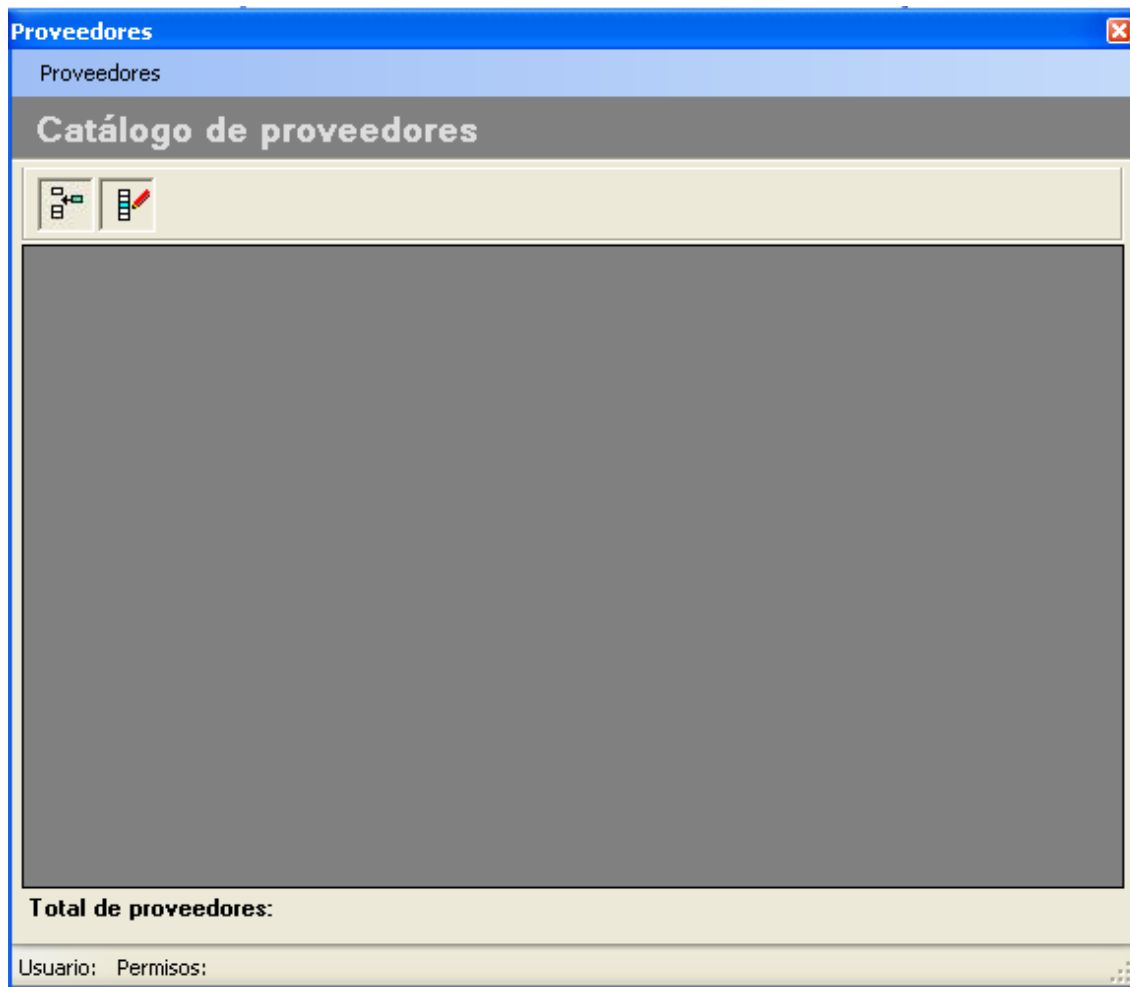 Proveedores
Proveedores
Catálogo de proveedores
Total de proveedores:
Usuario: Permisos: